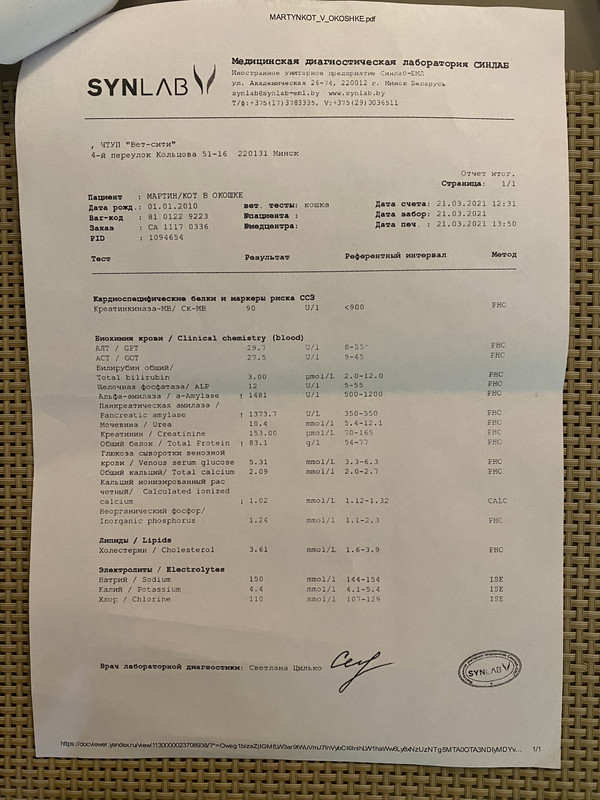 MARTYNKOT_V_OKOSHKE.pdf
SYNLAB
Медицинская диагностическая лаборатория СИНЛАБ
Иностранное унитарное предприятие Синлаб-ЕМЛ
ул. Академическая 26-74, 220012 г. Минск Беларусь
synlab@synlab-eml.by www.synlab.by
Т/ф:+375(17)3783335, V:+375(29)3036511
, ЧТУП "Вет-сити"
4-й переулок Кольцова 51-16 220131 Минск
Отчет итог.
Страница: 1/1
Пациент : МАРТИН/КОТ В ОКОШКЕ
Дата рожд.: 01.01.2010 вет. тесты: кошка Дата счета: 21.03.2021 12:31
Ваг-код : 81 0122 9223 №пациента : Дата забор: 21.03.2021
Заказ : CA 1117 0336 №медцентра: Дата печ. : 21.03.2021 13:50
PID : 1094654
Тест Результат Референтный интервал Метод
Кардиоспецифические белки и маркеры риска ССЗ
Креатинкиназа-МВ/ СК-МВ 90 U/l <900 PHC
Биохимия крови / Clinical chemistry (blood)
АЛТ / GPT 29.7 U/l 8-55 PHC
АСТ / GOT 27.5 U/l 9-45 PHC
Билирубин общий/
Total bilirubin 3.00 µmol/L 2.0-12.0 PHC
Щелочная фосфатаза/ ALP 12 U/l 5-55 PHC
Альфа-амилаза / a-Amylase ↑ 1481 U/l 500-1200 PHC
Панкреатическая амилаза /
Pancreatic amylase ↑ 1373.7 U/L 350-550 PHC
Мочевина / Urea 10.4 mmol/l 5.4-12.1 PHC
Креатинин / Creatinine 153.00 µmol/L 70-165 PHC
Общий белок / Total Protein ↑ 83.1 g/l 54-77 PHC
Глюкоза сыворотки венозной
крови / Venous serum glucose 5.31 mmol/L 3.3-6.3 PHC
Общий кальций/ Total calcium 2.09 mmol/L 2.0-2.7 PHC
Кальций ионизированный рас
четный/ Calculated ionized
calcium ↓ 1.02 mmol/L 1.12-1.32 CALC
Неорганический фосфор/
Inorganic phosphorus 1.24 mmol/l 1.1-2.3 PHC
Липиды / Lipids
Холестерин / Cholesterol 3.61 mmol/L 1.6-3.9 PHC
Электролиты / Electrolytes
Натрий / Sodium 150 mmol/l 144-154 ISE
Калий / Potassium 4.4 mmol/l 4.1-5.4 ISE
Хлор / Chlorine 110 mmol/l 107-129 ISE
Врач лабораторной диагностики: Светлана Цилько
SYNLAB
1/1